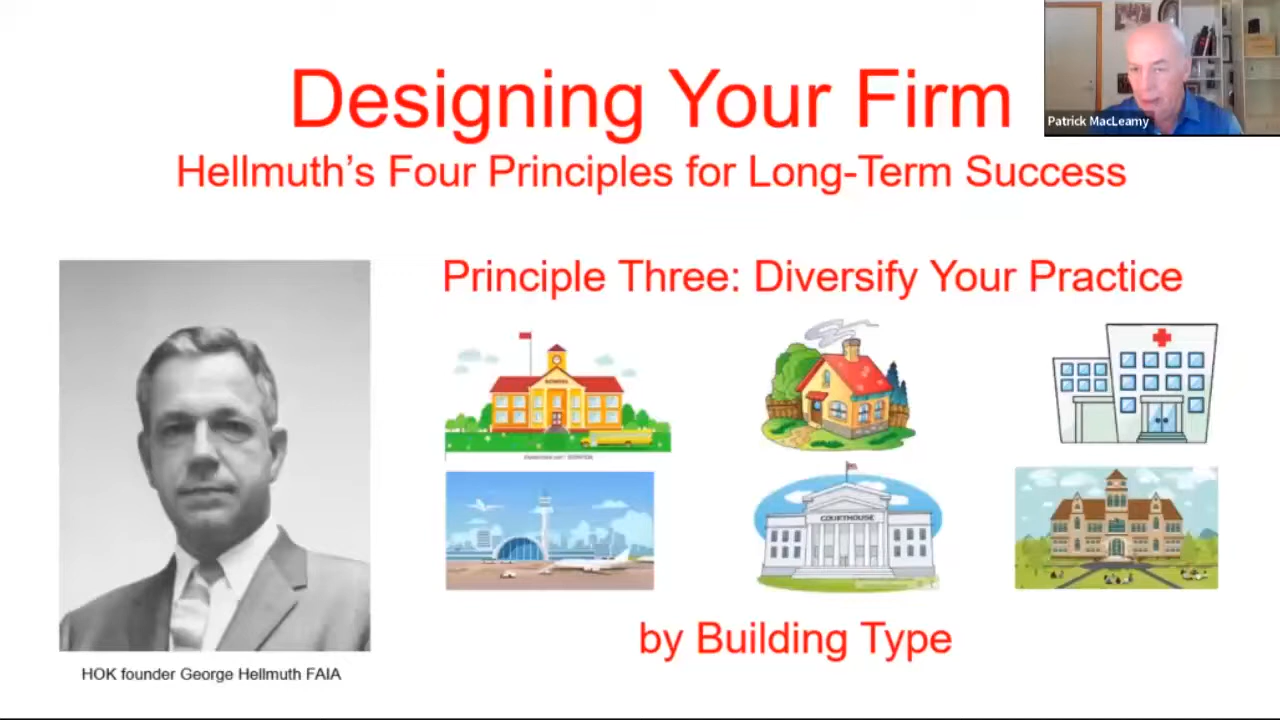 Designing Your Firm
Patrick MacLeamy
Hellmuth's Four Principles for Long-Term Success
Principle Three: Diversify Your Practice
COURTHOUSE
by Building Type
HOK founder George Hellmuth FAIA